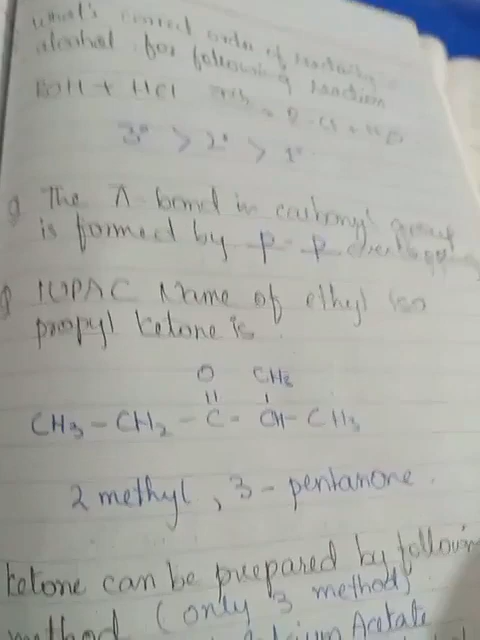 What's correct order of
alcohol for following reaction
ROH + HCl
3° > 2° > 1°
Q The π bond in carbonyl group
is formed by p - p overlapping
Q IUPAC Name of ethyl iso
propyl ketone is
O CH3
|| |
CH3 - CH2 - C - CH - CH3
2 methyl, 3 - pentanone.
ketone can be prepared by following
method (only 3 method)
Acetate